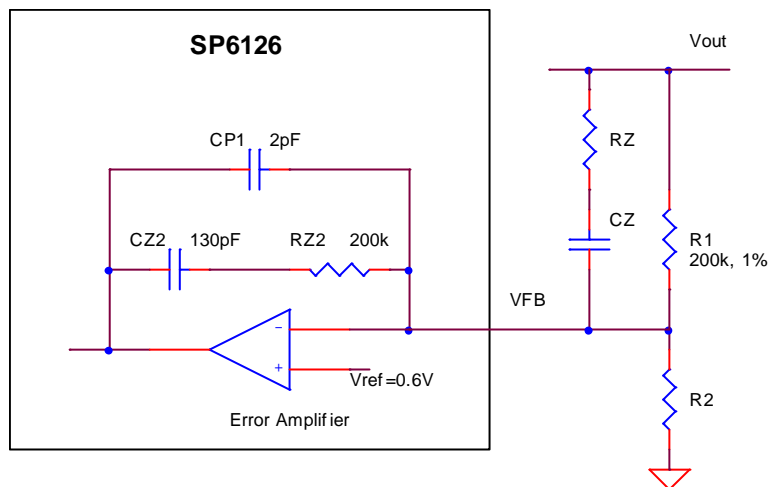 SP6126
Vout
CP1 2pF
RZ
CZ2 130pF RZ2 200k
CZ
R1
200k, 1%
VFB
−
+
Vref=0.6V
R2
Error Amplifier